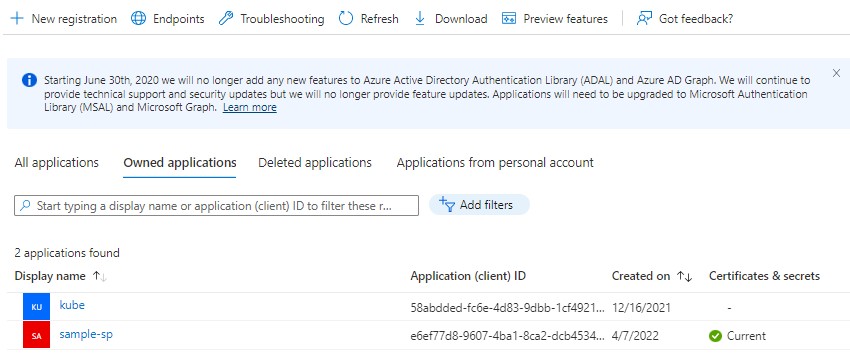 New registration Endpoints Troubleshooting Refresh Download Preview features Got feedback?
Starting June 30th, 2020 we will no longer add any new features to Azure Active Directory Authentication Library (ADAL) and Azure AD Graph. We will continue to
provide technical support and security updates but we will no longer provide feature updates. Applications will need to be upgraded to Microsoft Authentication
Library (MSAL) and Microsoft Graph. Learn more
All applications Owned applications Deleted applications Applications from personal account
Start typing a display name or application (client) ID to filter these r... Add filters
2 applications found
Display name Application (client) ID Created on Certificates & secrets
KU kube 58abdded-fc6e-4d83-9dbb-1cf4921... 12/16/2021 -
SA sample-sp e6ef77d8-9607-4ba1-8ca2-dcb4534... 4/7/2022 Current